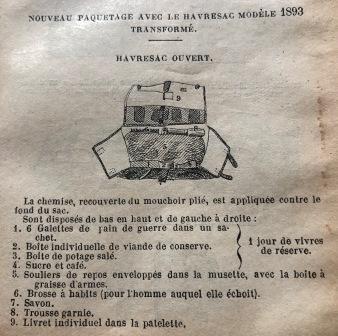 NOUVEAU PAQUETAGE AVEC LE HAVRESAC MODÈLE 1893
TRANSFORMÉ.
HAVRESAC OUVERT.
9
La chemise, recouverte du mouchoir plié, est appliquée contre le
fond du sac.
Sont disposés de bas en haut et de gauche à droite :
1. 6 Galettes de pain de guerre dans un sa-
chet.
2. Boîte individuelle de viande de conserve.
3. Boîte de potage salé.
4. Sucre et café.
1 jour de vivres
de réserve.
5. Souliers de repos enveloppés dans la musette, avec la boîte à
graisse d'armes.
6. Brosse à habits (pour l'homme auquel elle échoit).
7. Savon.
8. Trousse garnie.
9. Livret individuel dans la patelette,